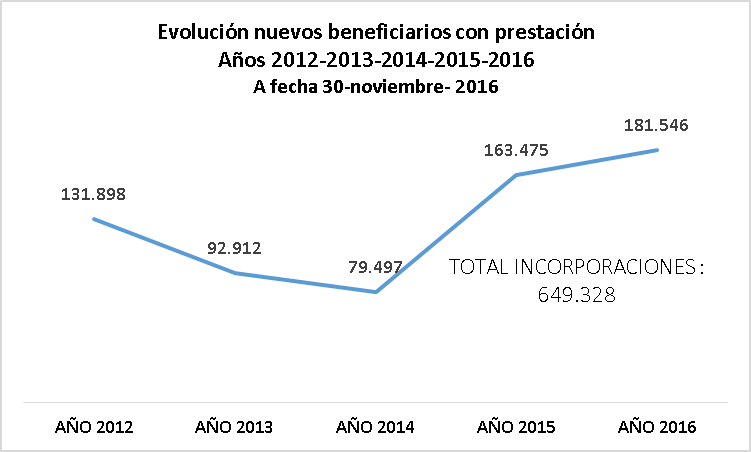 Evolución nuevos beneficiarios con prestación
Años 2012-2013-2014-2015-2016
A fecha 30-noviembre- 2016
181.546
163.475
131.898
92.912
79.497
TOTAL INCORPORACIONES :
649.328
AÑO 2012
AÑO 2013
AÑO 2014
AÑO 2015
AÑO 2016